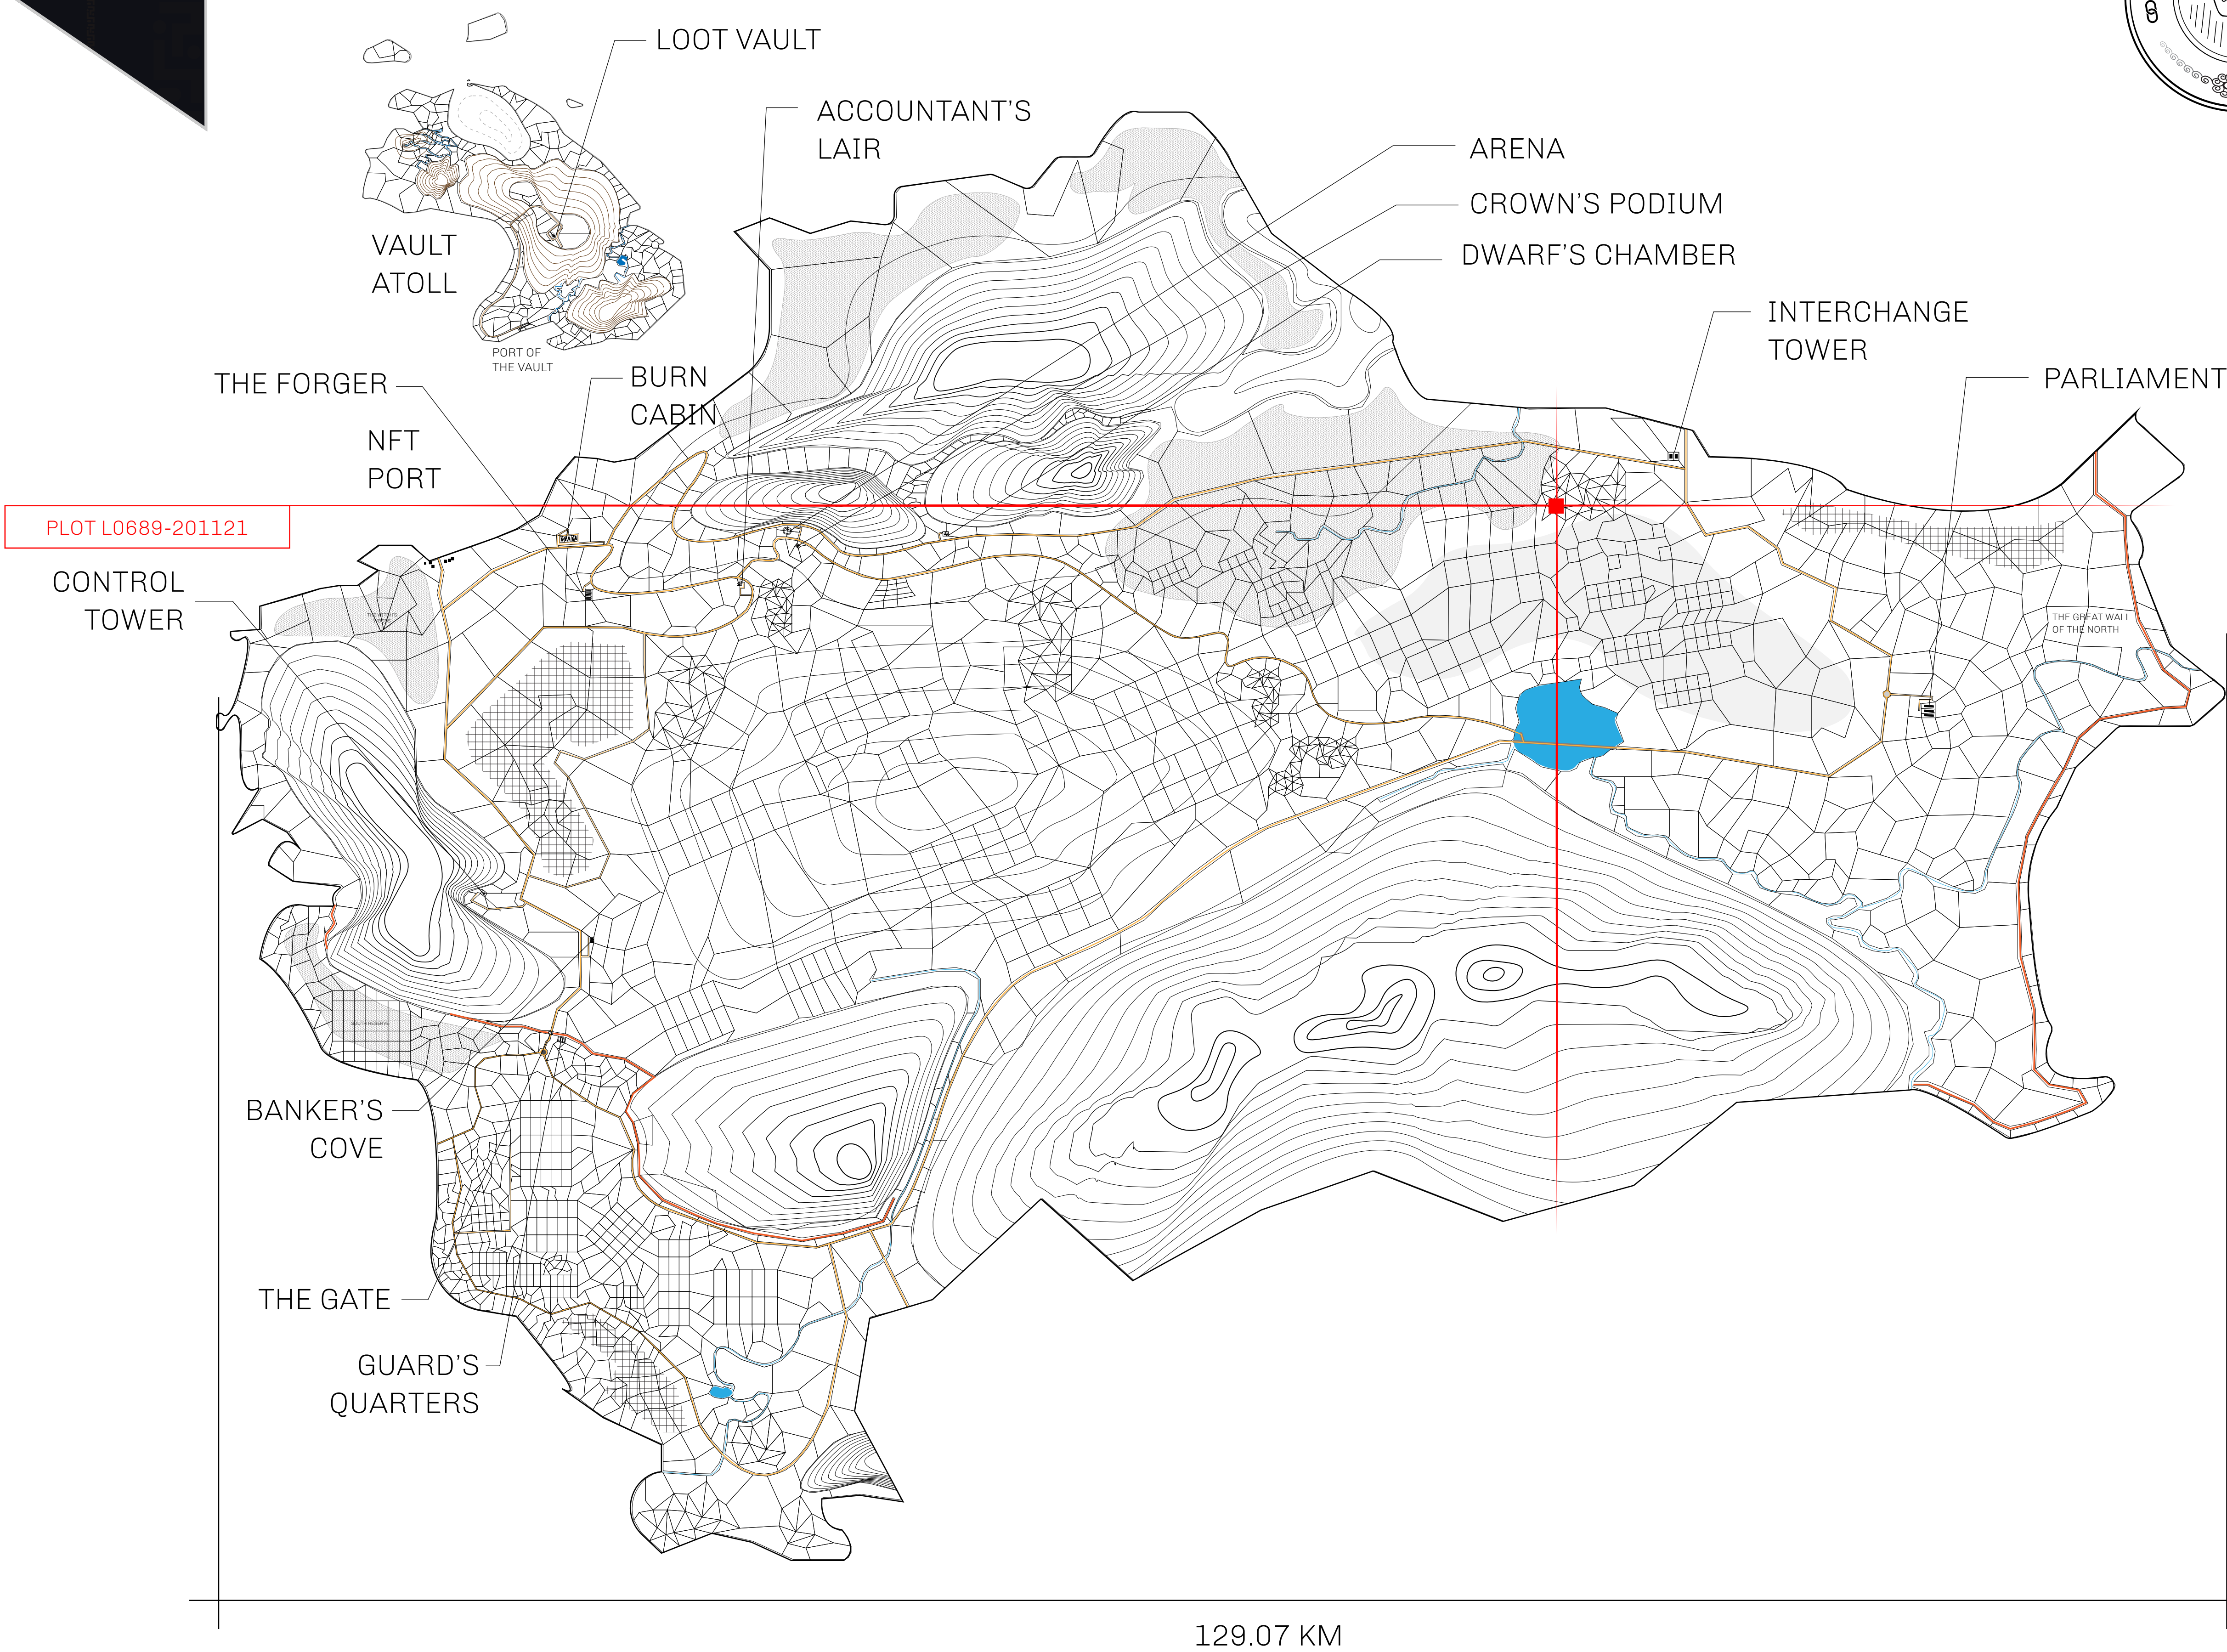 LOOT VAULT
ACCOUNTANT'S
LAIR
ARENA
CROWN'S PODIUM
DWARF'S CHAMBER
VAULT
ATOLL
INTERCHANGE
TOWER
PORT OF
THE VAULT
THE FORGER
BURN
CABIN
PARLIAMENT
NFT
PORT
PLOT L0689-201121
CONTROL
TOWER
THE GREAT WALL
OF THE NORTH
SOUTH RESERVE
BANKER'S
COVE
THE GATE
GUARD'S
QUARTERS
129.07 KM